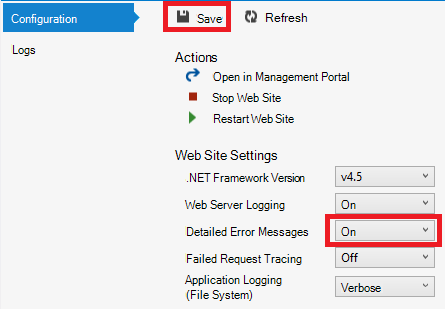 Configuration
Save
Refresh
Logs
Actions
Open in Management Portal
Stop Web Site
Restart Web Site
Web Site Settings
.NET Framework Version
v4.5
Web Server Logging
On
Detailed Error Messages
On
Failed Request Tracing
Off
Application Logging
(File System)
Verbose